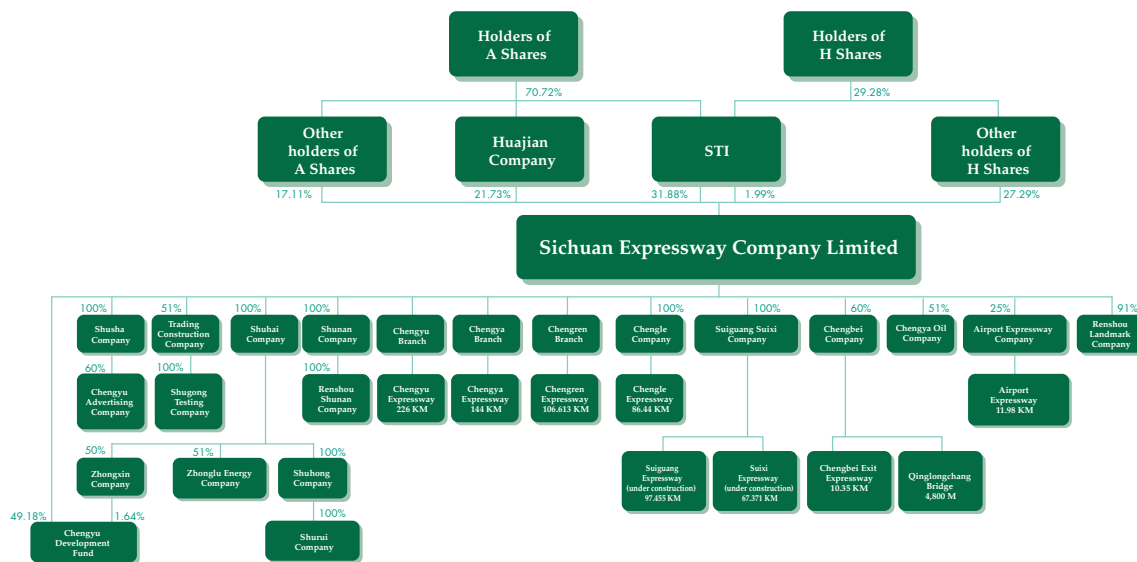 Holders of
A Shares
Holders of
H Shares
70.72%
29.28%
Other
holders of
A Shares
Huajian
Company
STI
Other
holders of
H Shares
17.11%
21.73%
31.88%
1.99%
27.29%
Sichuan Expressway Company Limited
100%
51%
100%
100%
100%
100%
60%
51%
25%
91%
Shusha
Company
Trading
Construction
Company
Shuhai
Company
Shunan
Company
Chengyu
Branch
Chengya
Branch
Chengren
Branch
Chengle
Company
Suiguang Suixi
Company
Chengbei
Company
Chengya Oil
Company
Airport Expressway
Company
Renshou
Landmark
Company
60%
100%
100%
Chengyu
Advertising
Company
Shugong
Testing
Company
Renshou
Shunan
Company
Chengyu
Expressway
226 KM
Chengya
Expressway
144 KM
Chengren
Expressway
106.613 KM
Chengle
Expressway
86.44 KM
Airport
Expressway
11.98 KM
50%
51%
100%
Zhongxin
Company
Zhonglu Energy
Company
Shuhong
Company
Suiguang
Expressway
(under construction)
97.455 KM
Suixi
Expressway
(under construction)
67.371 KM
Chengbei Exit
Expressway
10.35 KM
Qinglongchang
Bridge
4,800 M
49.18%
1.64%
100%
Chengyu
Development
Fund
Shurui
Company